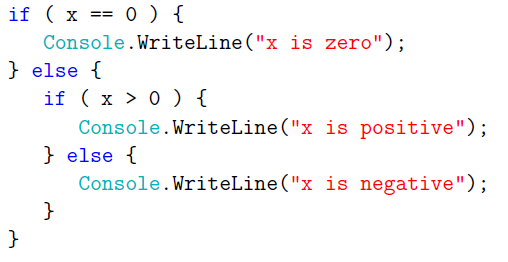 if ( x == 0 ) {
   Console.WriteLine("x is zero");
} else {
   if ( x > 0 ) {
      Console.WriteLine("x is positive");
   } else {
      Console.WriteLine("x is negative");
   }
}